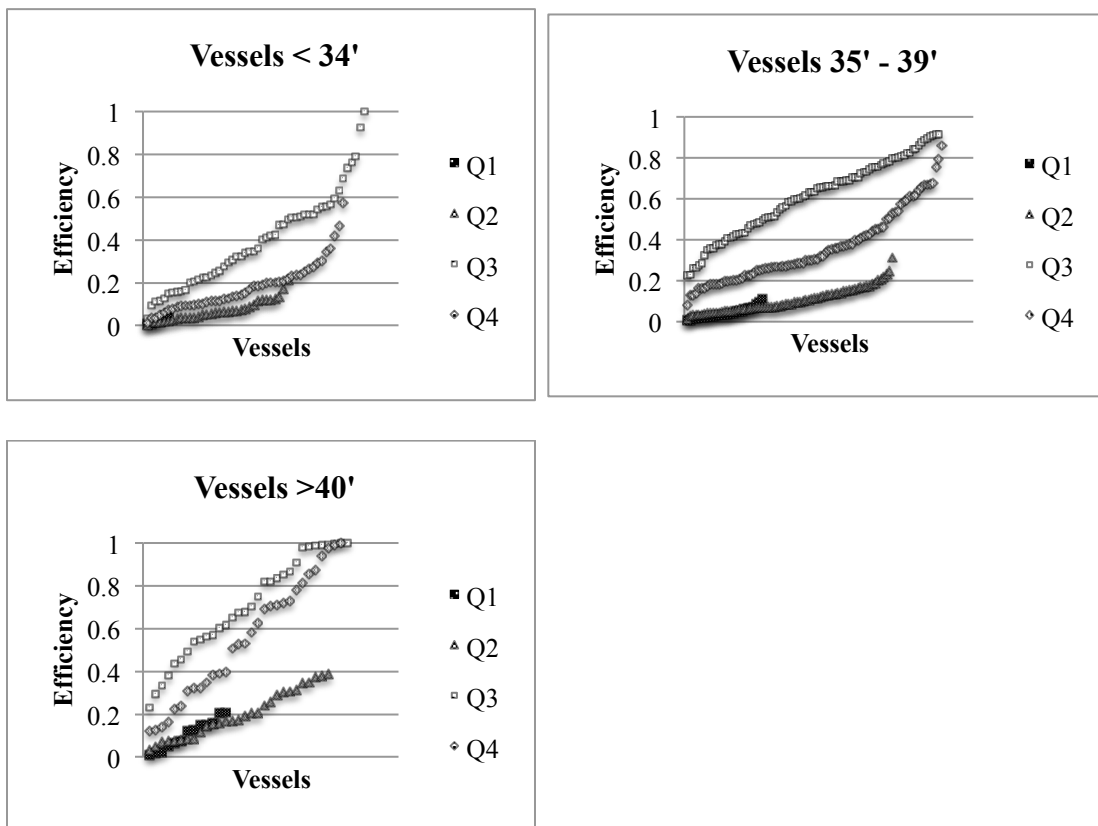 Vessels < 34'
1
0.8
0.6
0.4
0.2
0
Efficiency
Vessels
Q1
Q2
Q3
Q4
Vessels 35' - 39'
1
0.8
0.6
0.4
0.2
0
Efficiency
Vessels
Q1
Q2
Q3
Q4
Vessels >40'
1
0.8
0.6
0.4
0.2
0
Efficiency
Vessels
Q1
Q2
Q3
Q4